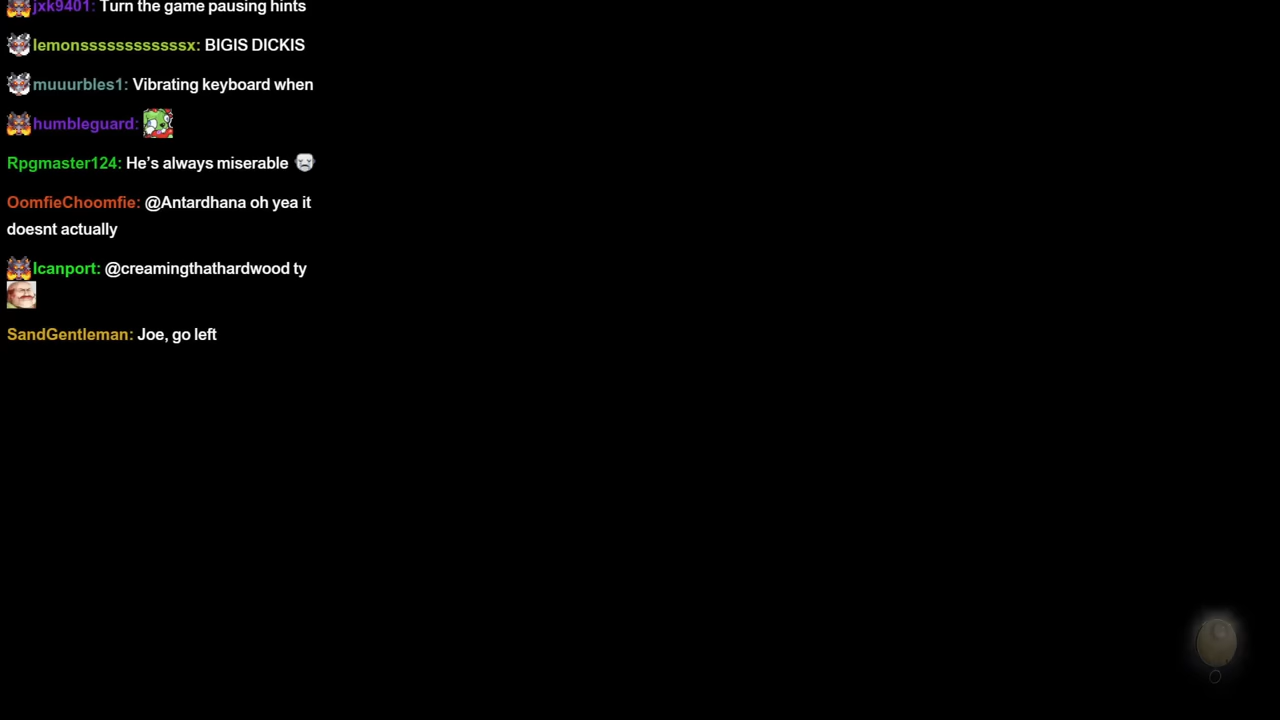 jxk9401: Turn the game pausing hints
lemonsssssssssssssx: BIGIS DICKIS
muuurbles1: Vibrating keyboard when
humbleguard:
Rpgmaster124: He’s always miserable
OomfieChoomfie: @Antardhana oh yea it
doesnt actually
Icanport: @creamingthathardwood ty
SandGentleman: Joe, go left